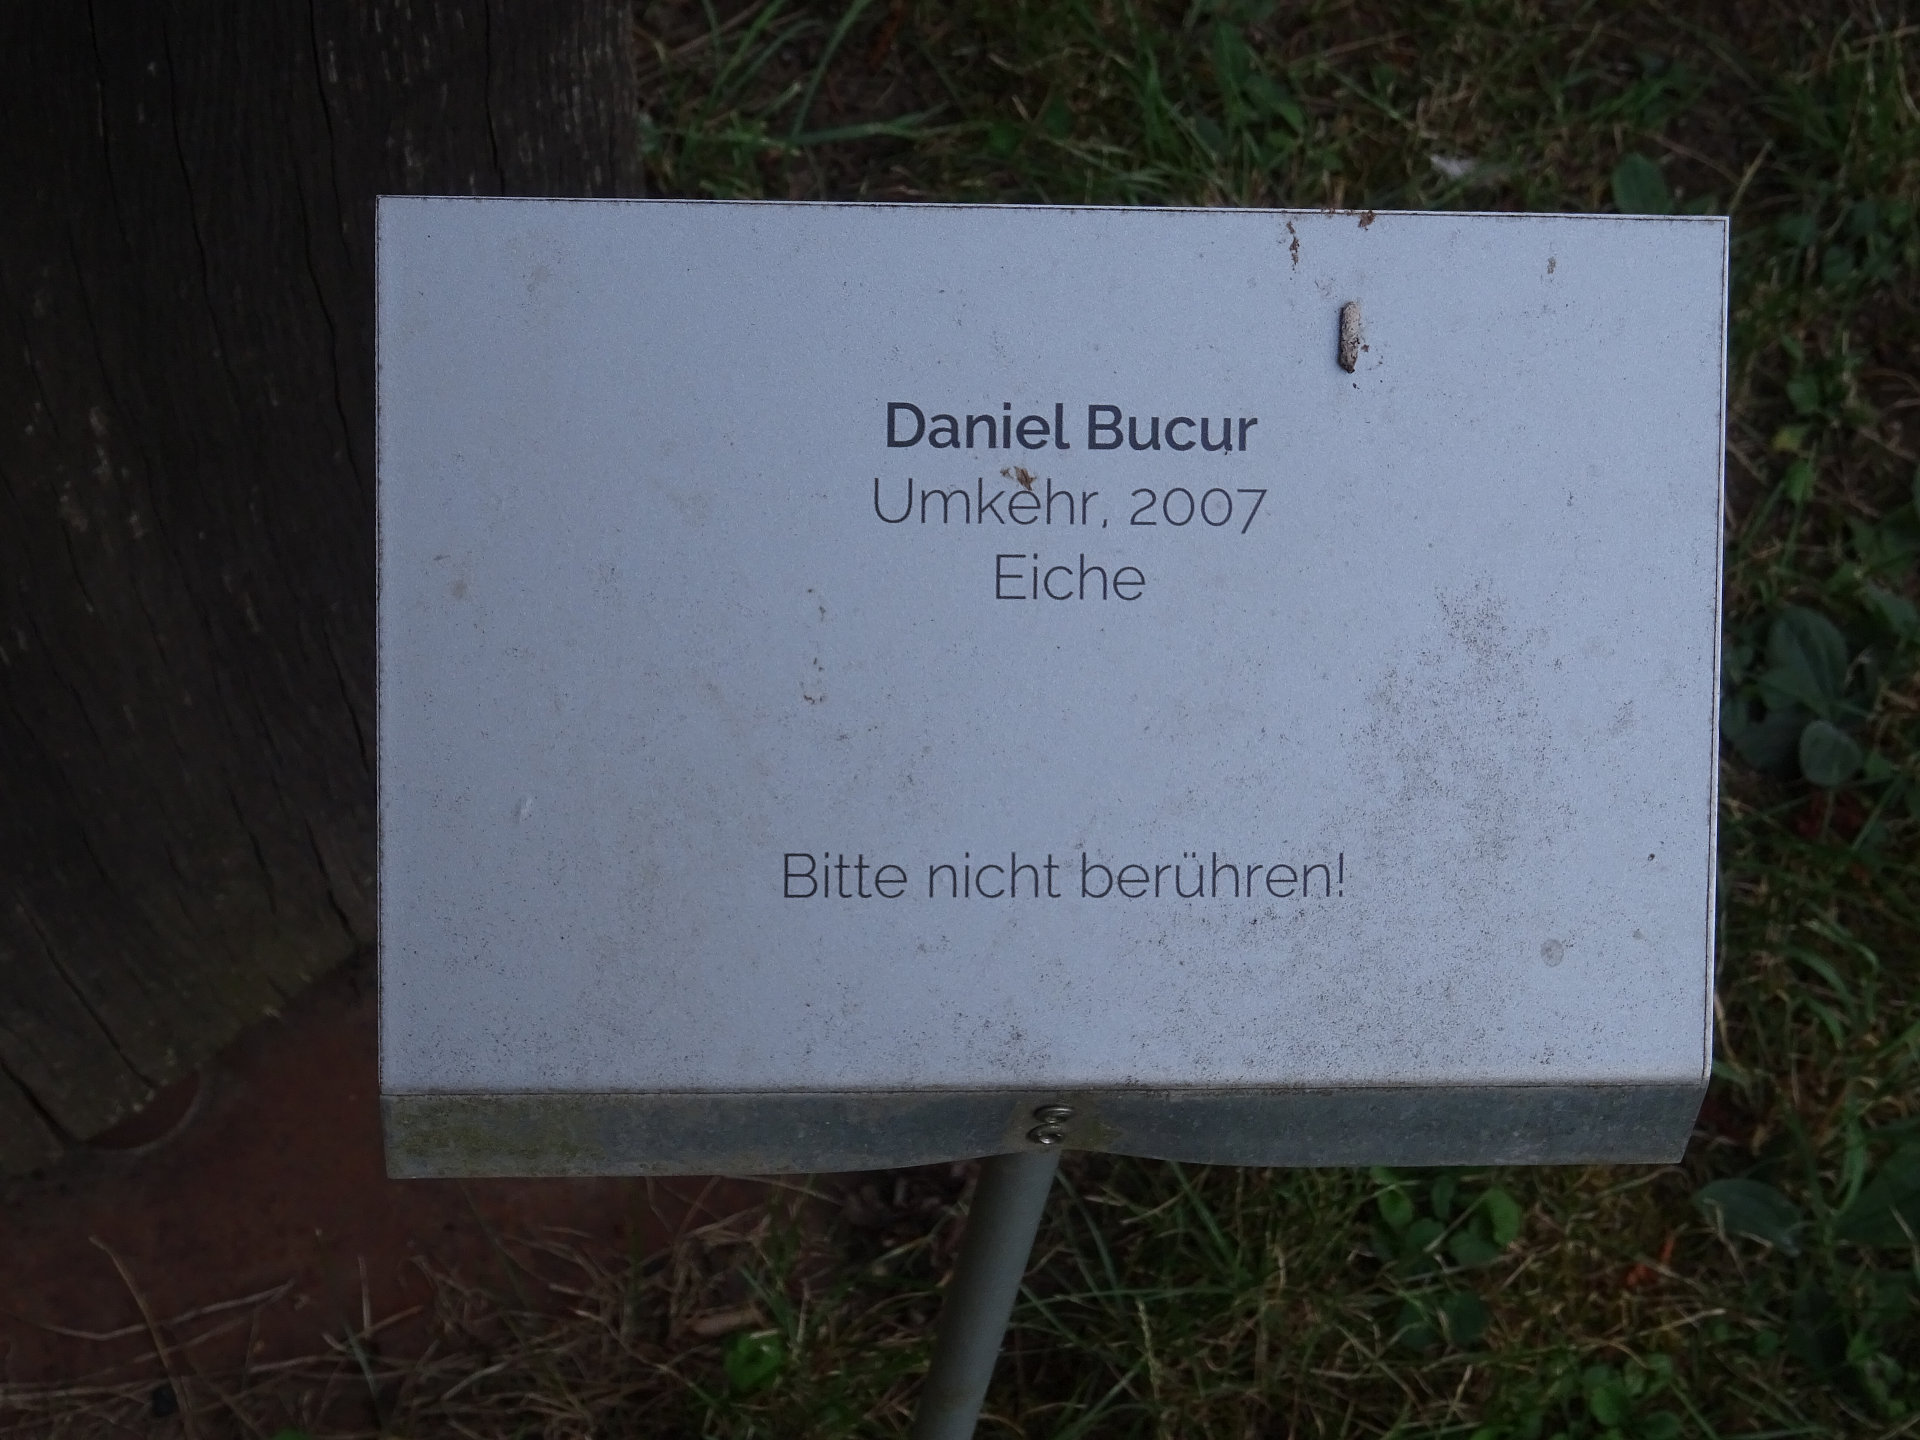 Daniel Bucur
Umkehr, 2007
Eiche
Bitte nicht berühren!